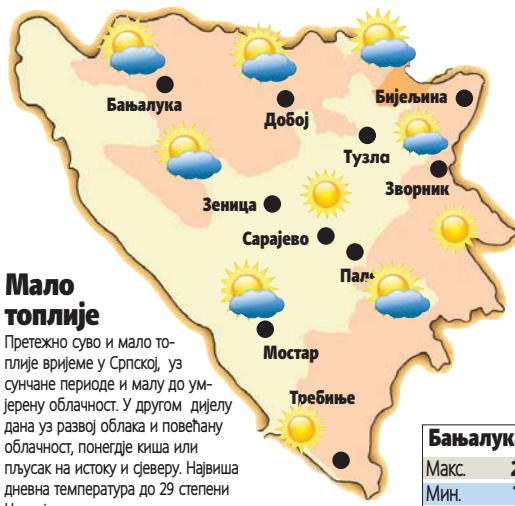 Бањалука
Добој
Бијељина
Тузла
Зворник
Зеница
Сарајево
Мостар
Требиње
Мало
топлије
Претежно суво и мало то-
плије вријеме у Српској, уз
сунчане периоде и малу до ум-
јерену облачност. У другом дијелу
дана уз развој облака и повећану
облачност, понегдје киша или
пљусак на истоку и сјеверу. Највиша
дневна температура до 29 степени
Бањалука
Макс.
Мин.